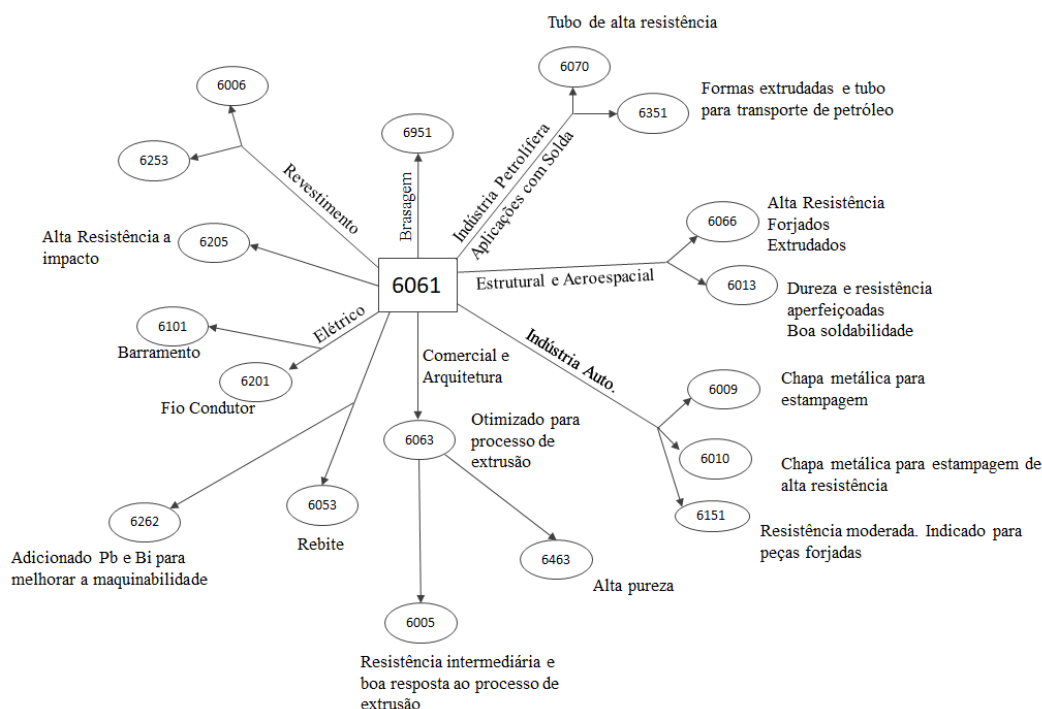 Tubo de alta resistência
6070
6006
Formas extrudadas e tubo
para transporte de petróleo
6351
6951
6253
Revestimento
Brasagem
Indústria Petrolífera
Aplicações com Solda
Alta Resistência a
impacto
6205
6066
Alta Resistência
Forjados
Extrudados
6061
Estrutural e Aeroespacial
6013
Dureza e resistência
aperfeiçoadas
Boa soldabilidade
6101
Barramento
Elétrico
6201
Fio Condutor
Comercial e
Arquitetura
Indústria Auto.
6009
Chapa metálica para
estampagem
6063
Otimizado para
processo de
extrusão
6010
Chapa metálica para estampagem de
alta resistência
6151
Resistência moderada. Indicado para
peças forjadas
6262
Adicionado Pb e Bi para
melhorar a maquinabilidade
6053
Rebite
6463
Alta pureza
6005
Resistência intermediária e
boa resposta ao processo de
extrusão